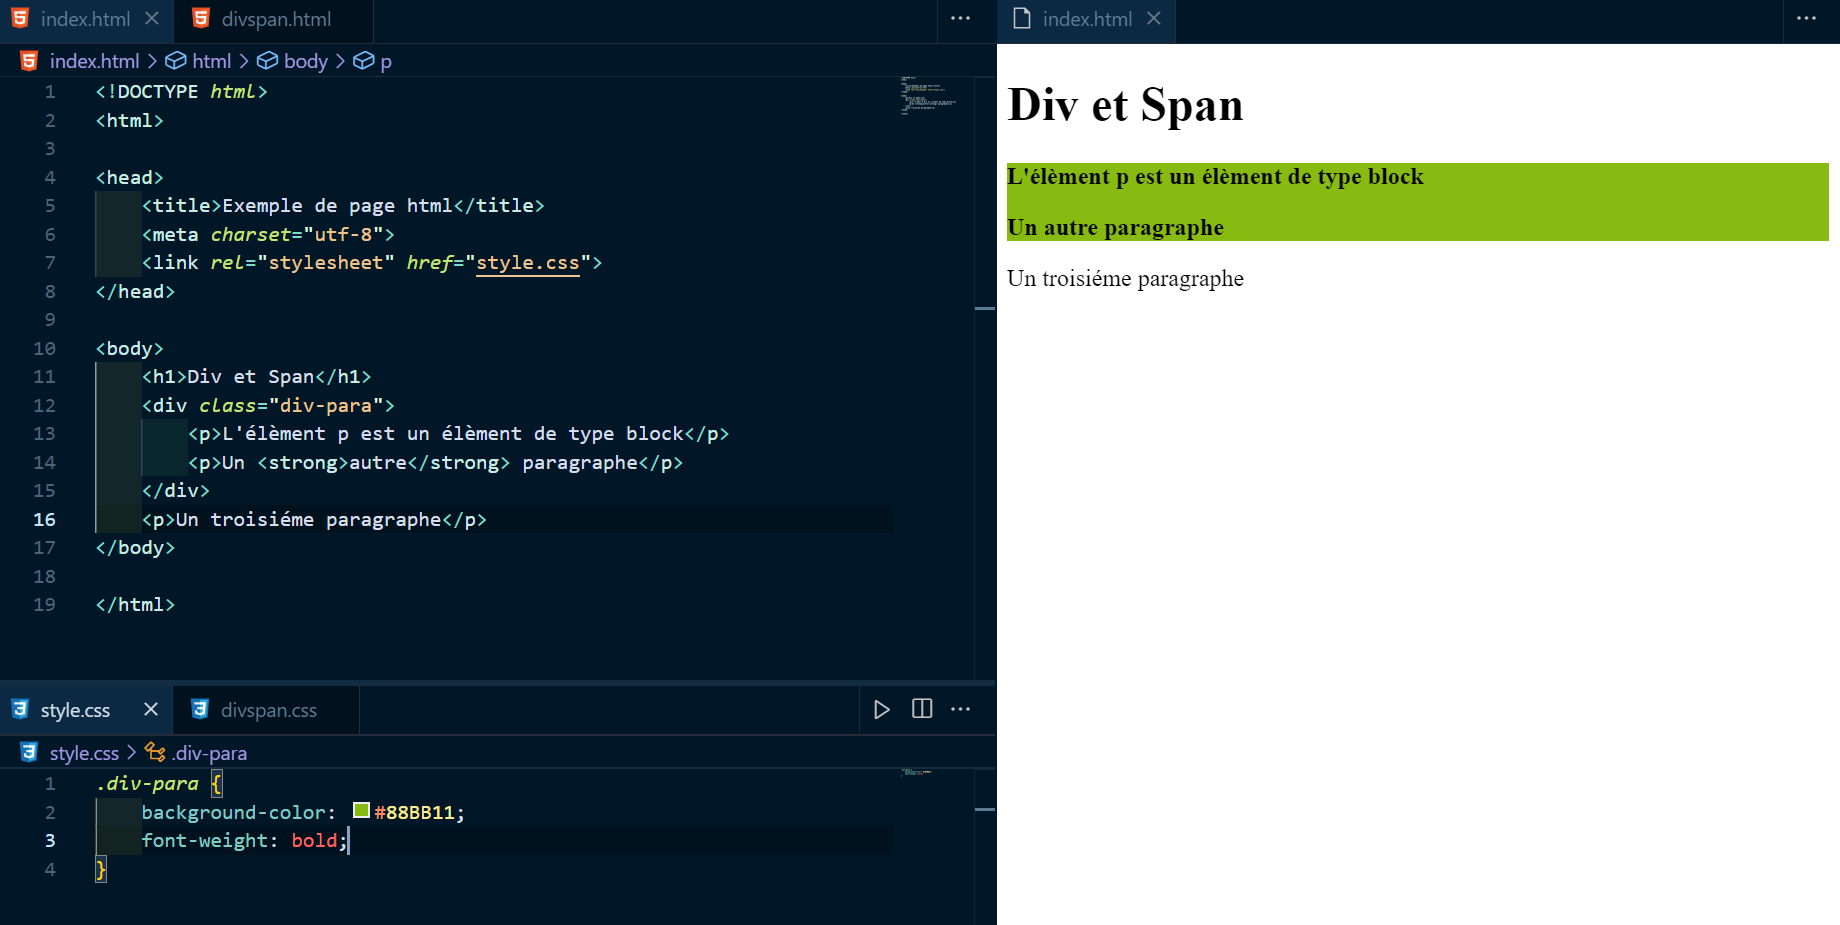 index.html
divspan.html
index.html > html > body > p
1 <!DOCTYPE html>
2 <html>
3
4 <head>
5     <title>Exemple de page html</title>
6     <meta charset="utf-8">
7     <link rel="stylesheet" href="style.css">
8 </head>
9
10 <body>
11     <h1>Div et Span</h1>
12     <div class="div-para">
13         <p>L'élèment p est un élèment de type block</p>
14         <p>Un <strong>autre</strong> paragraphe</p>
15     </div>
16     <p>Un troisiéme paragraphe</p>
17 </body>
18
19 </html>
style.css
divspan.css
style.css > .div-para
1 .div-para {
2     background-color: #88BB11;
3     font-weight: bold;
4 }
index.html
Div et Span
L'élèment p est un élèment de type block
Un autre paragraphe
Un troisiéme paragraphe